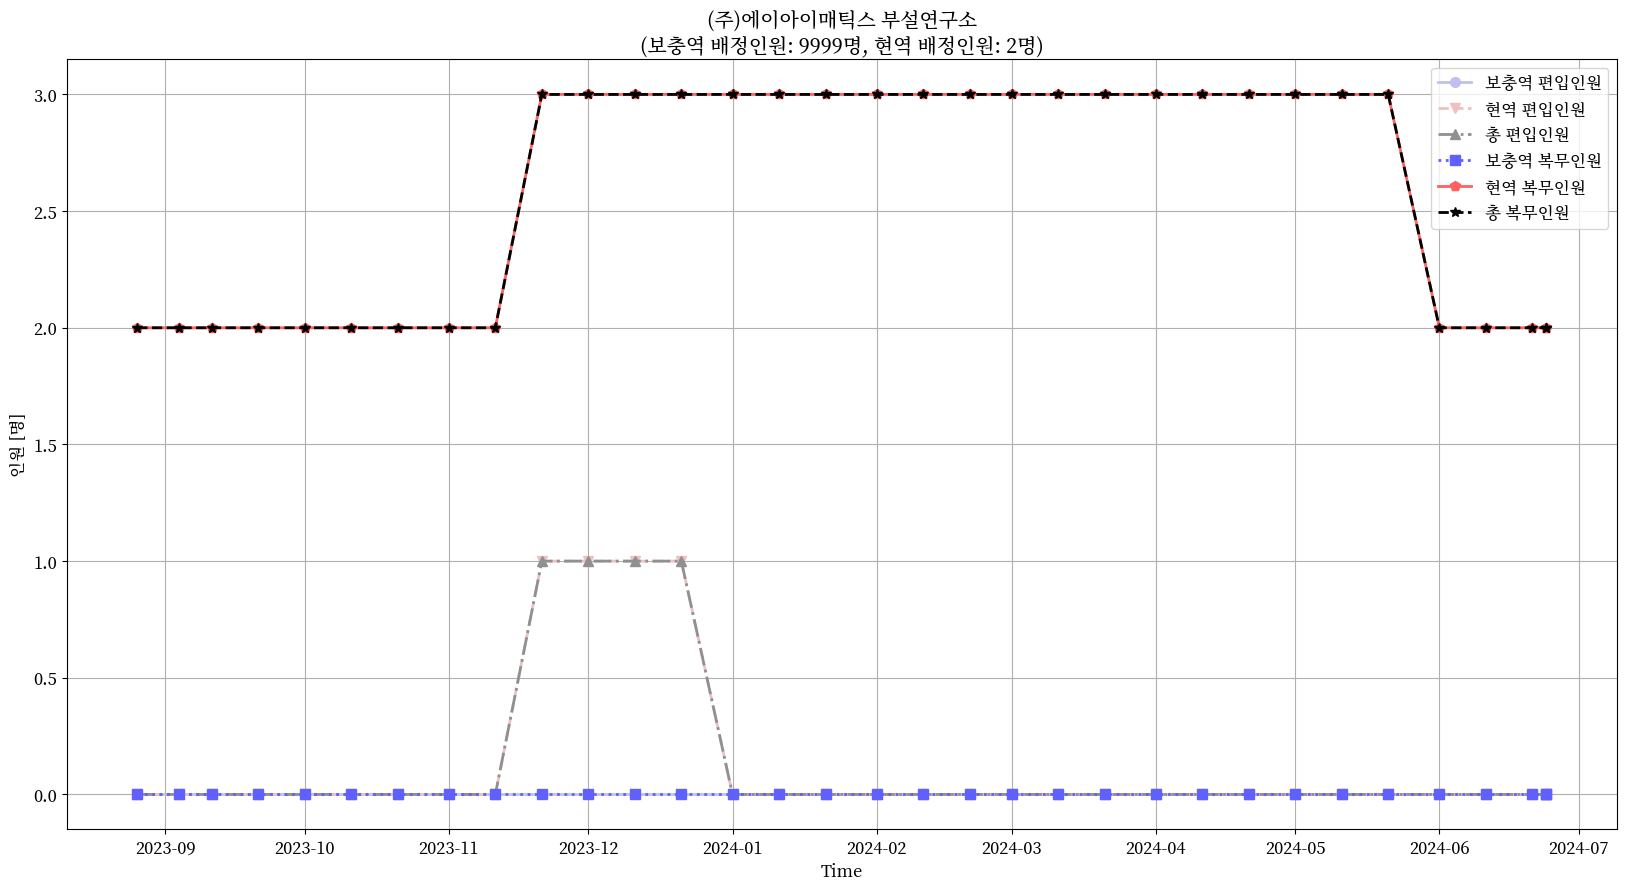 (주)에이아이매틱스 부설연구소
(보충역 배정인원: 9999명, 현역 배정인원: 2명)
보충역 편입인원
현역 편입인원
총 편입인원
보충역 복무인원
현역 복무인원
총 복무인원
인원 [명]
3.0
2.5
2.0
1.5
1.0
0.5
0.0
2023-09 2023-10 2023-11 2023-12 2024-01 2024-02 2024-03 2024-04 2024-05 2024-06 2024-07
Time